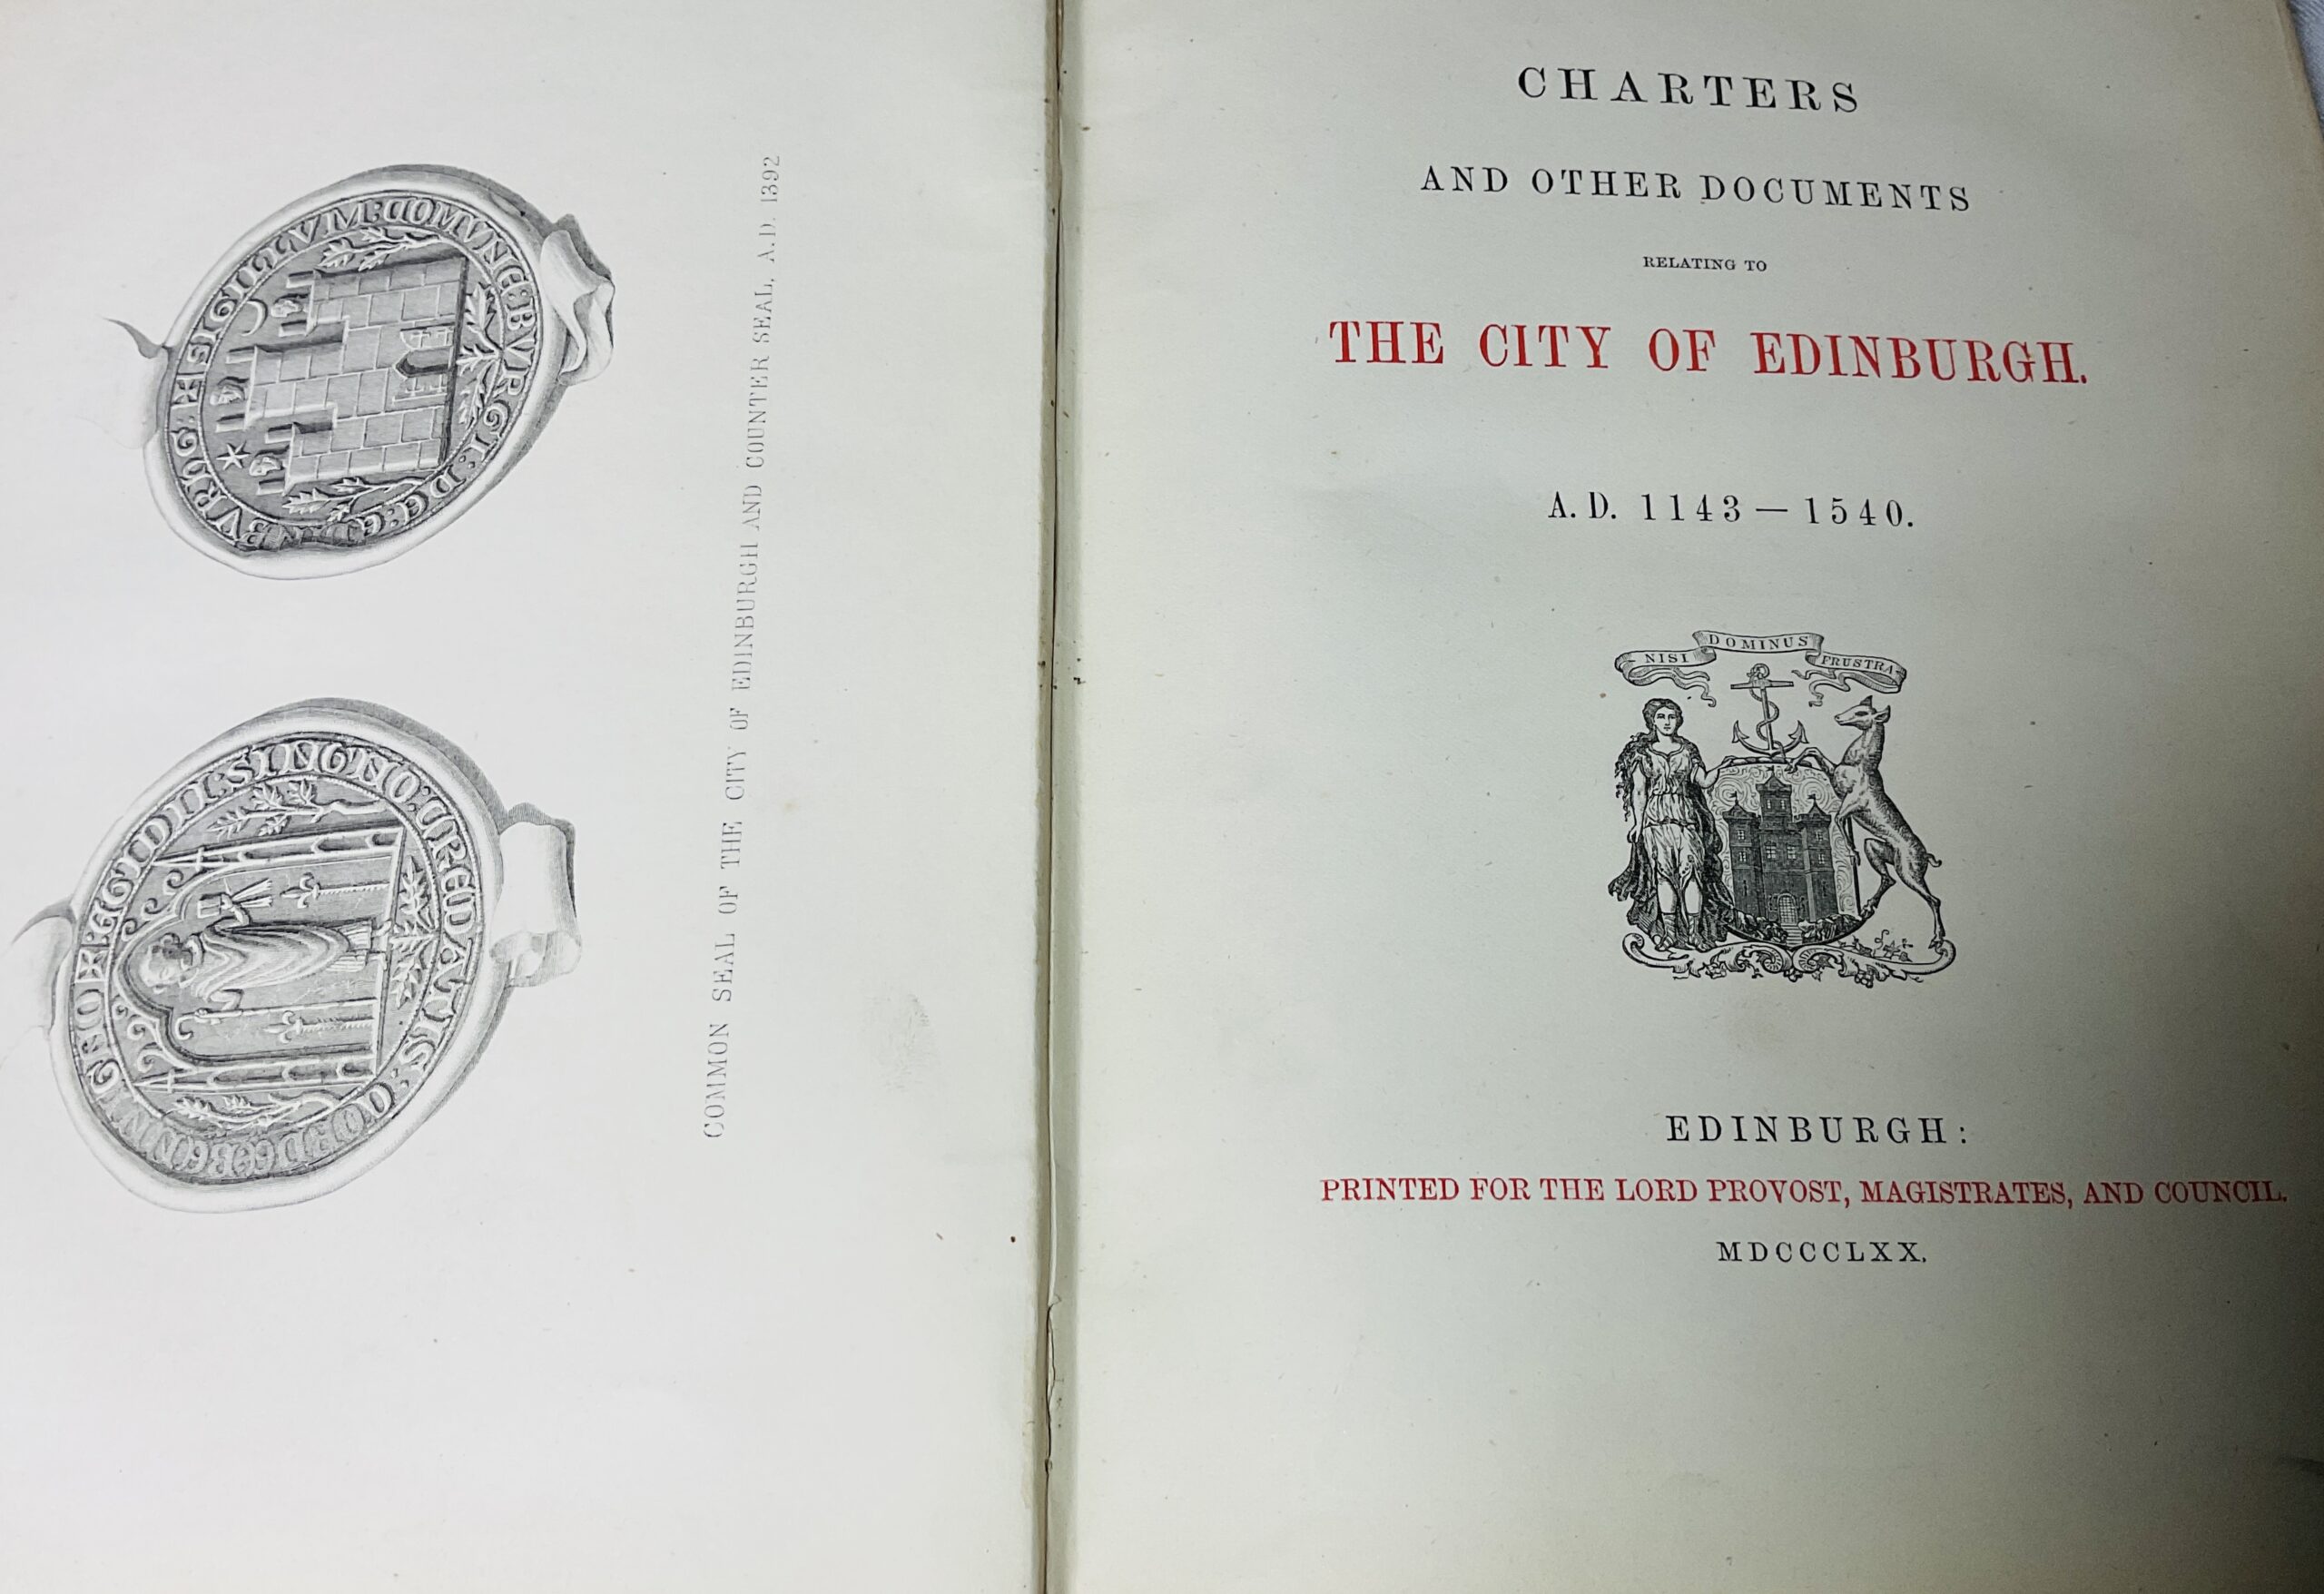 COMMON SEAL OF THE CITY OF EDINBURGH AND COUNTER SEAL, A.D. 1392
CHARTERS
AND OTHER DOCUMENTS
RELATING TO
THE CITY OF EDINBURGH.
A.D. 1143—1540.
NISI DOMINUS FRUSTRA
EDINBURGH:
PRINTED FOR THE LORD PROVOST, MAGISTRATES, AND COUNCIL.
MDCCCLXX.